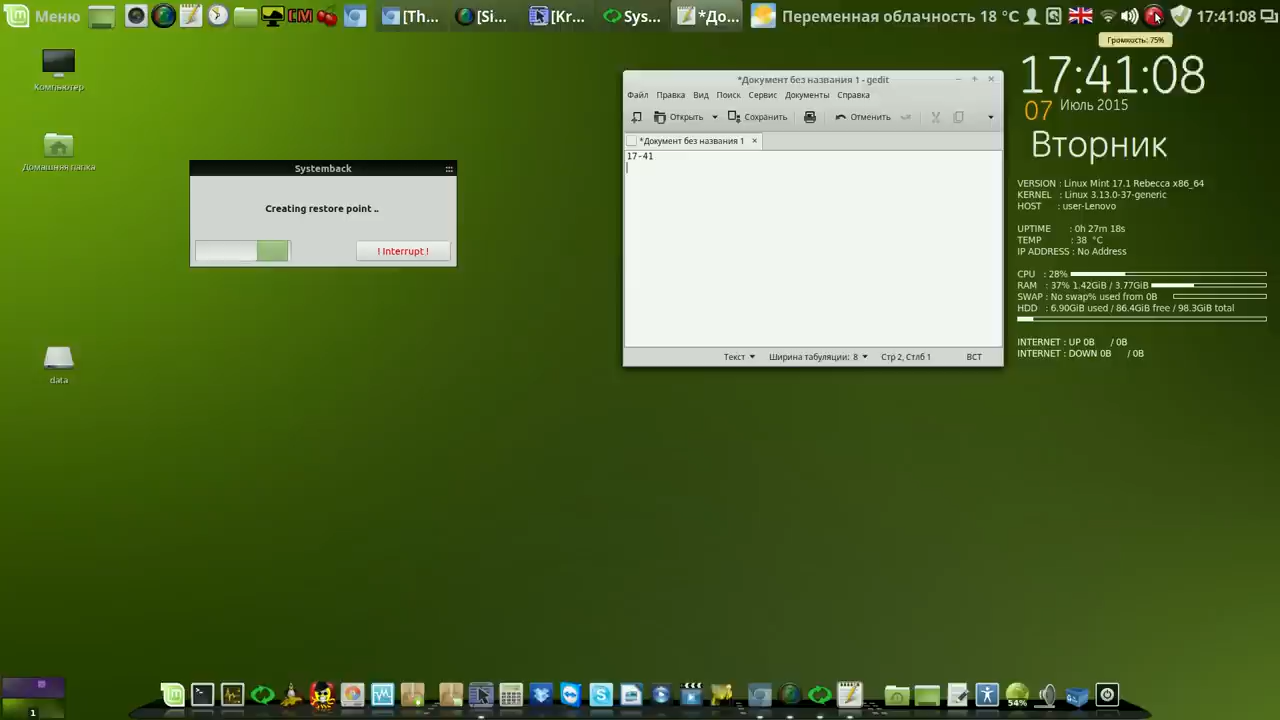 Меню
[Th...
[Si...
[Kr...
Sys...
*До...
Переменная облачность 18 °C
17:41:08
Громкость: 75%
Компьютер
Домашняя папка
data
Systemback
Creating restore point ..
! Interrupt !
*Документ без названия 1 - gedit
Файл Правка Вид Поиск Сервис Документы Справка
Открыть Сохранить Отменить
*Документ без названия 1
17-41
Текст Ширина табуляции: 8 Стр 2, Стлб 1 ВСТ
17:41:08
07 Июль 2015
Вторник
VERSION : Linux Mint 17.1 Rebecca x86_64
KERNEL : Linux 3.13.0-37-generic
HOST : user-Lenovo
UPTIME : 0h 27m 18s
TEMP : 38 °C
IP ADDRESS : No Address
CPU : 28%
RAM : 37% 1.42GiB / 3.77GiB
SWAP : No swap% used from 0B
HDD : 6.90GiB used / 86.4GiB free / 98.3GiB total
INTERNET : UP 0B / 0B
INTERNET : DOWN 0B / 0B
1
54%